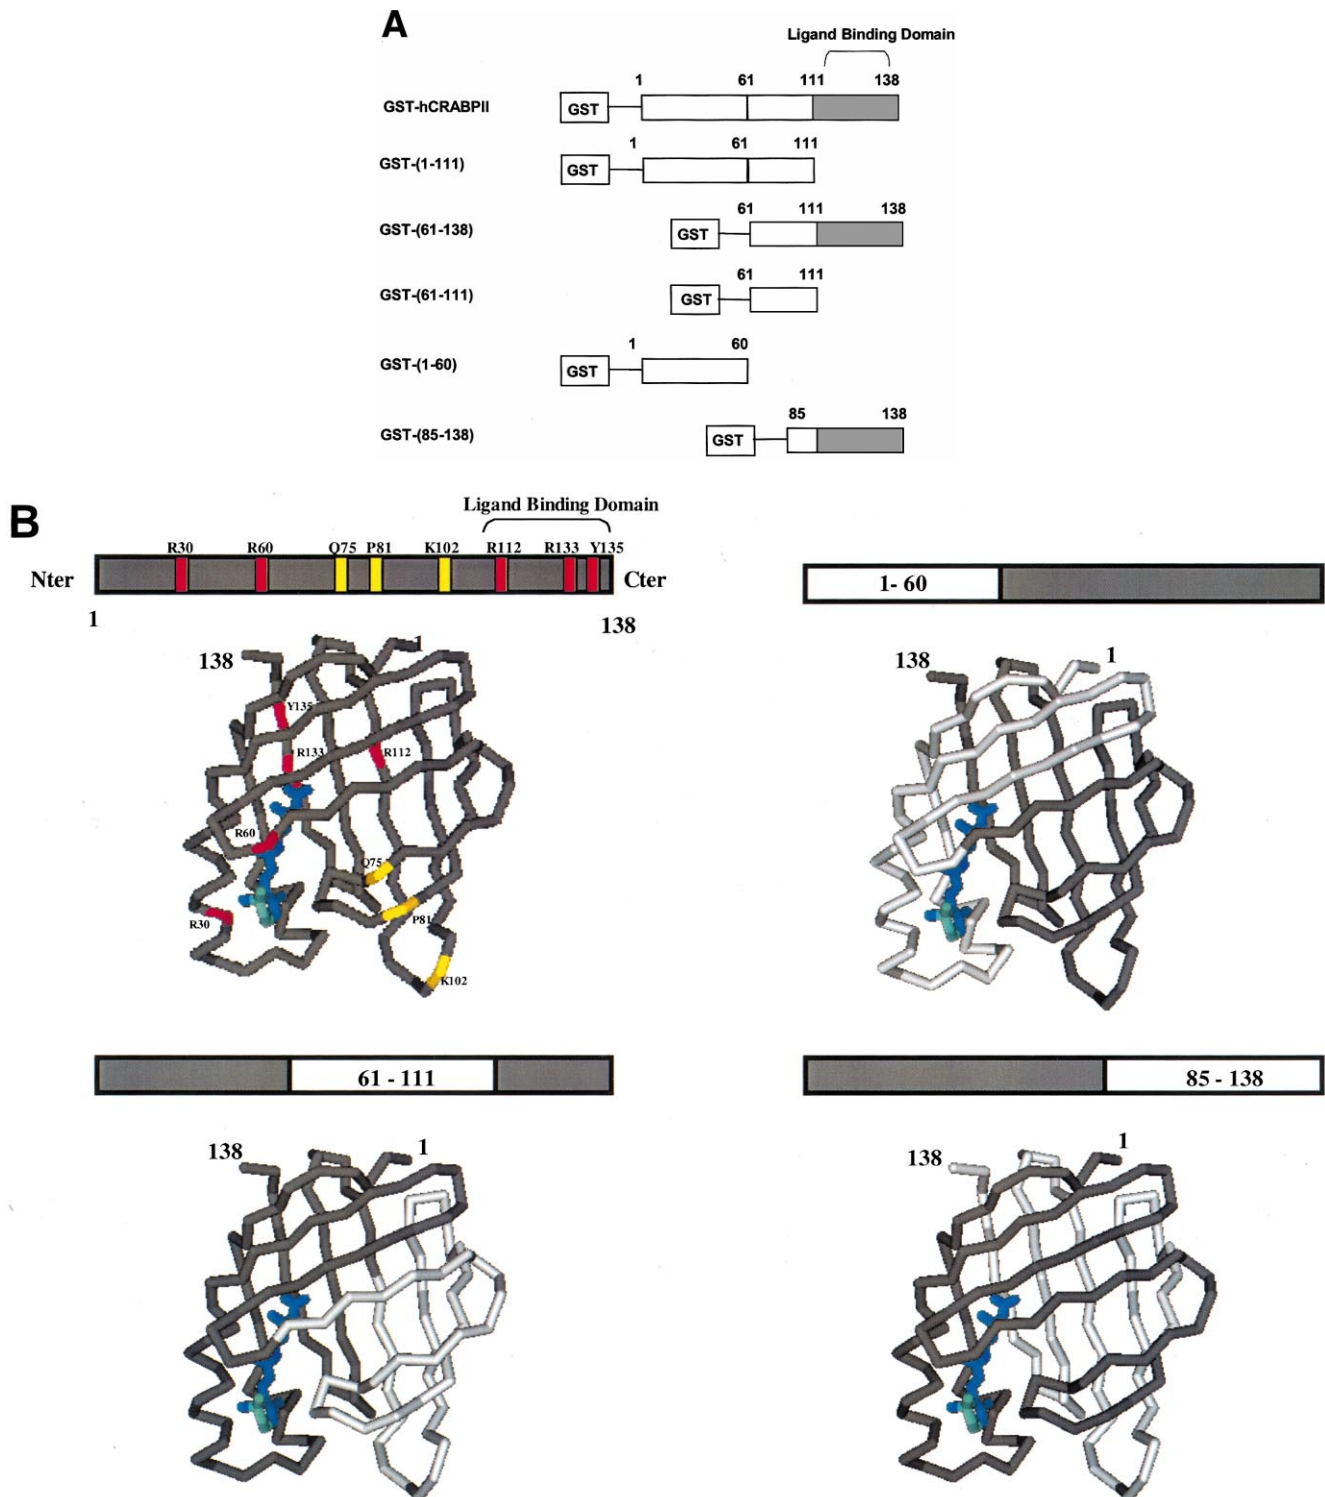 A
Ligand Binding Domain
1 61 111 138
GST-hCRABPII GST
1 61 111
GST-(1-111) GST
61 111 138
GST-(61-138) GST
61 111
GST-(61-111) GST
1 60
GST-(1-60) GST
85 138
GST-(85-138) GST
B
Ligand Binding Domain
R30 R60 Q75 P81 K102 R112 R133 Y135
Nter Cter
1 138
138 1
Y135
R133 R112
R60
Q75
R30 P81
K102
1- 60
138 1
61 - 111
138 1
85 - 138
138 1